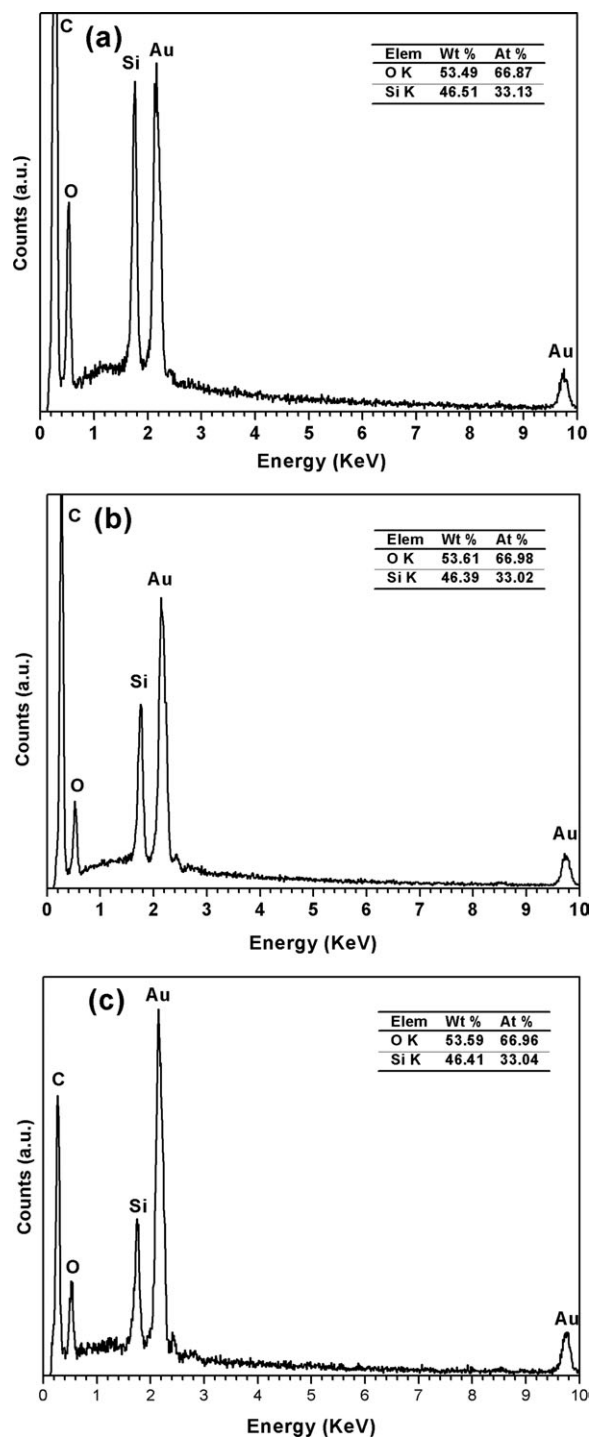 C
(a)
Si
Au
O
Elem Wt % At %
O K 53.49 66.87
Si K 46.51 33.13
Au
Counts (a.u.)
0 1 2 3 4 5 6 7 8 9 10
Energy (KeV)
C
(b)
Au
Si
O
Elem Wt % At %
O K 53.61 66.98
Si K 46.39 33.02
Au
Counts (a.u.)
0 1 2 3 4 5 6 7 8 9 10
Energy (KeV)
(c)
Au
C
Si
O
Elem Wt % At %
O K 53.59 66.96
Si K 46.41 33.04
Au
Counts (a.u.)
0 1 2 3 4 5 6 7 8 9 10
Energy (KeV)